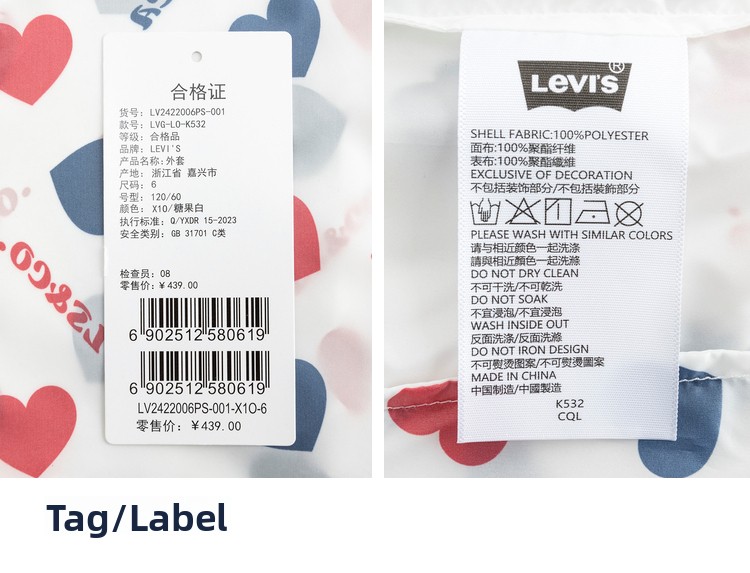 合格证
货号: LV2422006PS-001
款号: LVG-LO-K532
等级: 合格品
品牌: LEVI'S
产品名称:外套
产地: 浙江省 嘉兴市
尺码: 6
号型: 120/60
颜色: X10/糖果白
执行标准: Q/YXDR 15-2023
安全类别: GB 31701 C类
检查员: 08
零售价:￥439.00
6 902512 580619
6 902512 580619
LV2422006PS-001-X10-6
零售价: ￥439.00
LEVI'S®
SHELL FABRIC:100%POLYESTER
面布:100%聚酯纤维
表布:100%聚酯纖維
EXCLUSIVE OF DECORATION
不包括装饰部分/不包括裝飾部分
PLEASE WASH WITH SIMILAR COLORS
请与相近颜色一起洗涤
請與相近顏色一起洗滌
DO NOT DRY CLEAN
不可干洗/不可乾洗
DO NOT SOAK
不宜浸泡/不宜浸泡
WASH INSIDE OUT
反面洗涤/反面洗滌
DO NOT IRON DESIGN
不可熨烫图案/不可熨燙圖案
MADE IN CHINA
中国制造/中國製造
K532
CQL
Tag/Label